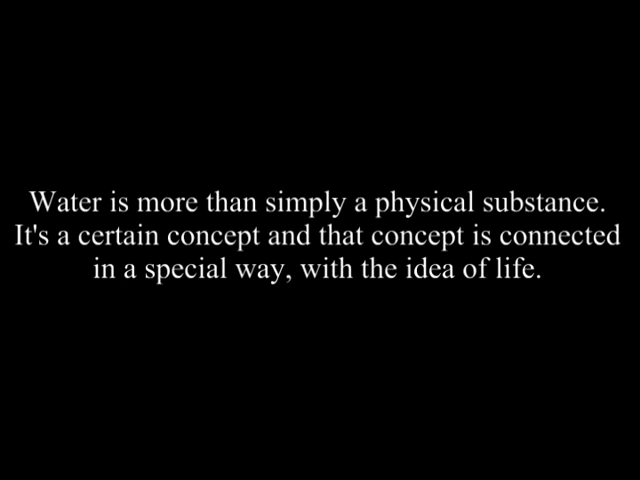 Water is more than simply a physical substance.
It's a certain concept and that concept is connected
in a special way, with the idea of life.